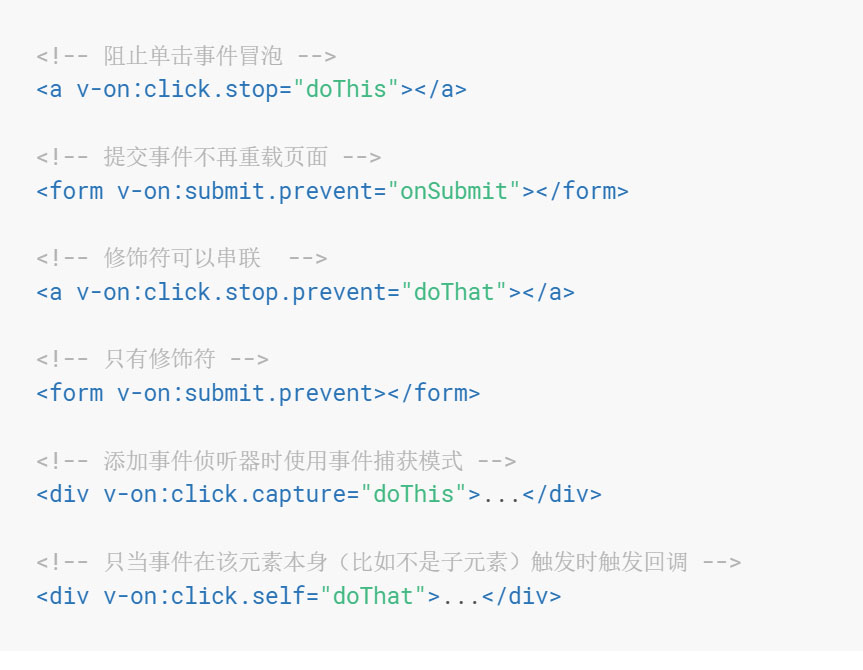 <!-- 阻止单击事件冒泡 -->
<a v-on:click.stop="doThis"></a>
<!-- 提交事件不再重载页面 -->
<form v-on:submit.prevent="onSubmit"></form>
<!-- 修饰符可以串联  -->
<a v-on:click.stop.prevent="doThat"></a>
<!-- 只有修饰符 -->
<form v-on:submit.prevent></form>
<!-- 添加事件侦听器时使用事件捕获模式 -->
<div v-on:click.capture="doThis">...</div>
<!-- 只当事件在该元素本身（比如不是子元素）触发时触发回调 -->
<div v-on:click.self="doThat">...</div>